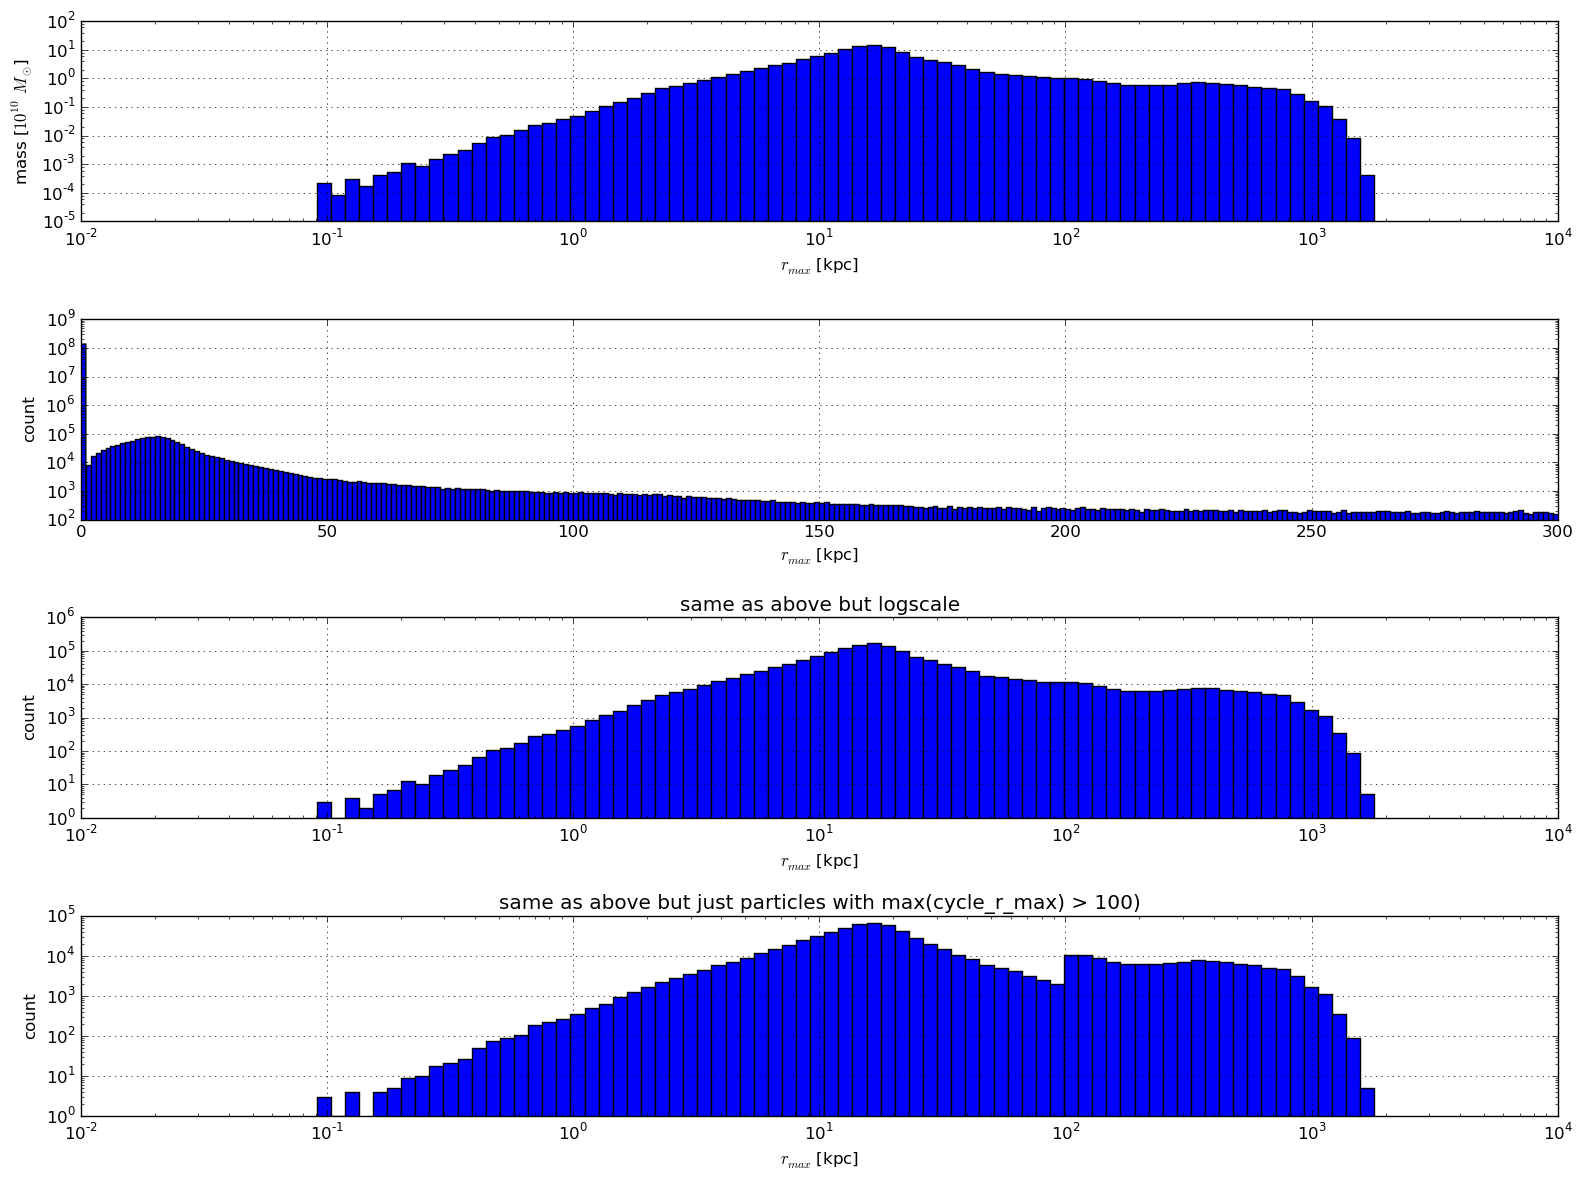 mass [10^10 M_⊙]
10^2
10^1
10^0
10^-1
10^-2
10^-3
10^-4
10^-5
10^-2 10^-1 10^0 10^1 10^2 10^3 10^4
r_max [kpc]
count
10^9
10^8
10^7
10^6
10^5
10^4
10^3
10^2
0 50 100 150 200 250 300
r_max [kpc]
same as above but logscale
count
10^6
10^5
10^4
10^3
10^2
10^1
10^0
10^-2 10^-1 10^0 10^1 10^2 10^3 10^4
r_max [kpc]
same as above but just particles with max(cycle_r_max) > 100)
count
10^5
10^4
10^3
10^2
10^1
10^0
10^-2 10^-1 10^0 10^1 10^2 10^3 10^4
r_max [kpc]